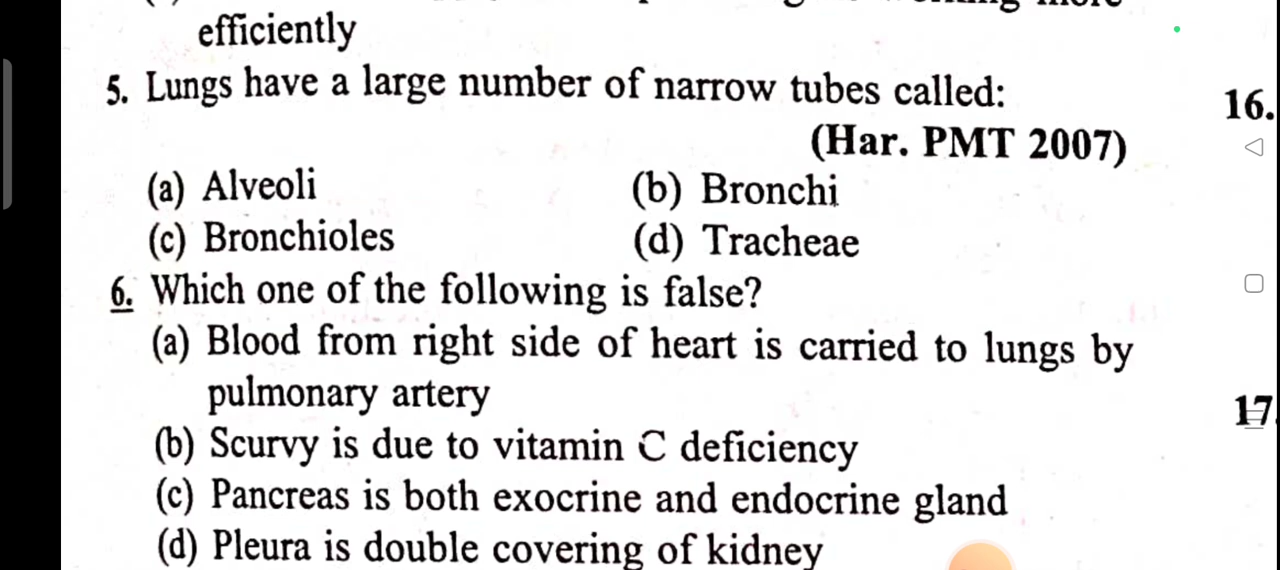 efficiently
5. Lungs have a large number of narrow tubes called:
16.
(Har. PMT 2007)
(a) Alveoli (b) Bronchi
(c) Bronchioles (d) Tracheae
6. Which one of the following is false?
(a) Blood from right side of heart is carried to lungs by
pulmonary artery
17.
(b) Scurvy is due to vitamin C deficiency
(c) Pancreas is both exocrine and endocrine gland
(d) Pleura is double covering of kidney